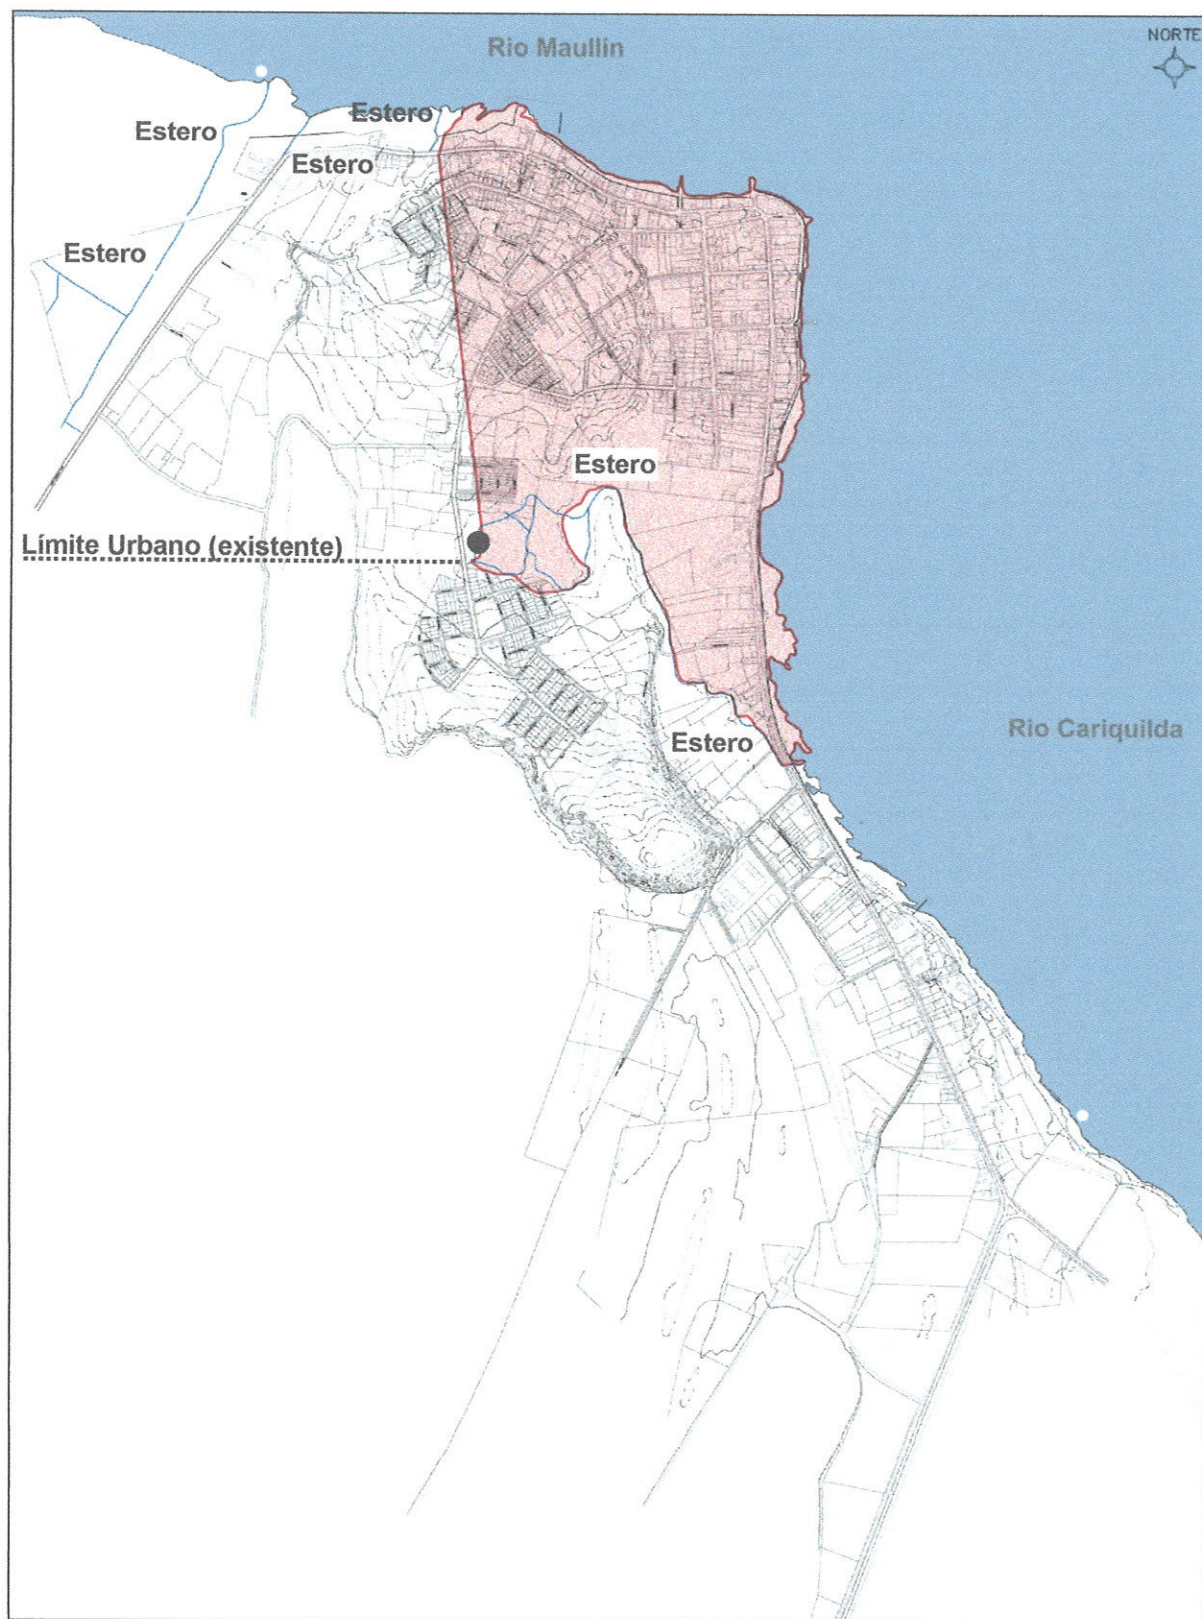 NORTE
Rio Maullín
Estero
Estero
Estero
Estero
Estero
Límite Urbano (existente)
Rio Cariquilda
Estero